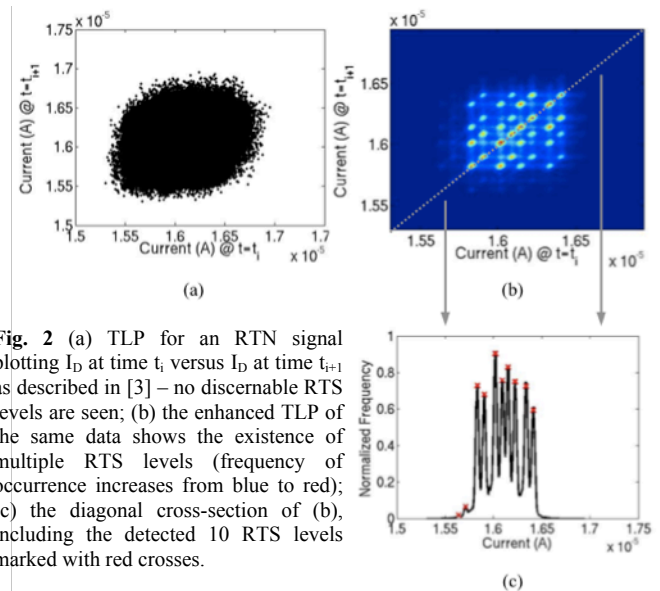 1.75 x 10⁻⁵
1.7
1.65
1.6
1.55
1.5
Current (A) @ t=t_{i+1}
1.5 1.55 1.6 1.65 1.7
Current (A) @ t=t_i x 10⁻⁵
(a)
x 10⁻⁵
1.65
1.6
1.55
Current (A) @ t=t_{i+1}
1.55 1.6 1.65
Current (A) @ t=t_i x 10⁻⁵
(b)
Fig. 2 (a) TLP for an RTN signal
plotting I_D at time t_i versus I_D at time t_{i+1}
as described in [3] – no discernable RTS
levels are seen; (b) the enhanced TLP of
the same data shows the existence of
multiple RTS levels (frequency of
occurrence increases from blue to red);
(c) the diagonal cross-section of (b),
including the detected 10 RTS levels
marked with red crosses.
1
0.8
0.6
0.4
0.2
0
Normalized Frequency
1.5 1.55 1.6 1.65 1.7 1.75
Current (A) x 10⁻⁵
(c)